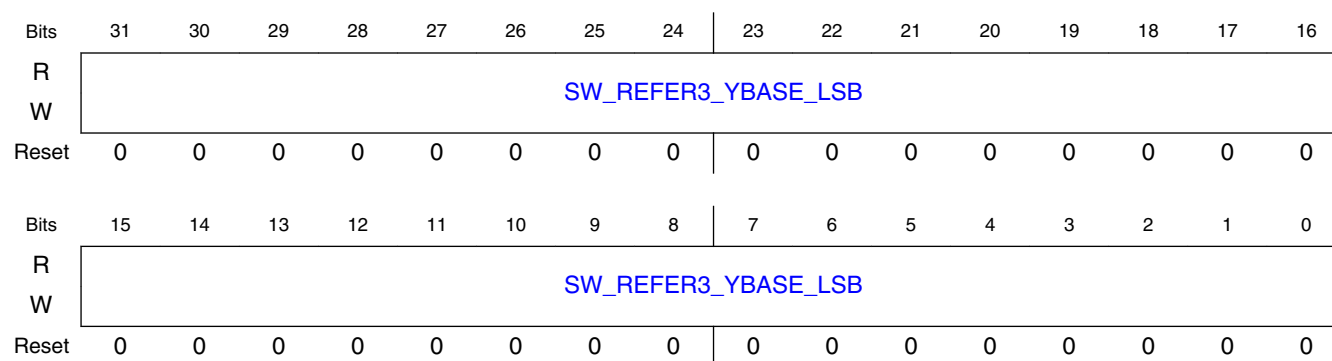 Bits 31 30 29 28 27 26 25 24 23 22 21 20 19 18 17 16
R
SW_REFER3_YBASE_LSB
W
Reset 0 0 0 0 0 0 0 0 0 0 0 0 0 0 0 0
Bits 15 14 13 12 11 10 9 8 7 6 5 4 3 2 1 0
R
SW_REFER3_YBASE_LSB
W
Reset 0 0 0 0 0 0 0 0 0 0 0 0 0 0 0 0